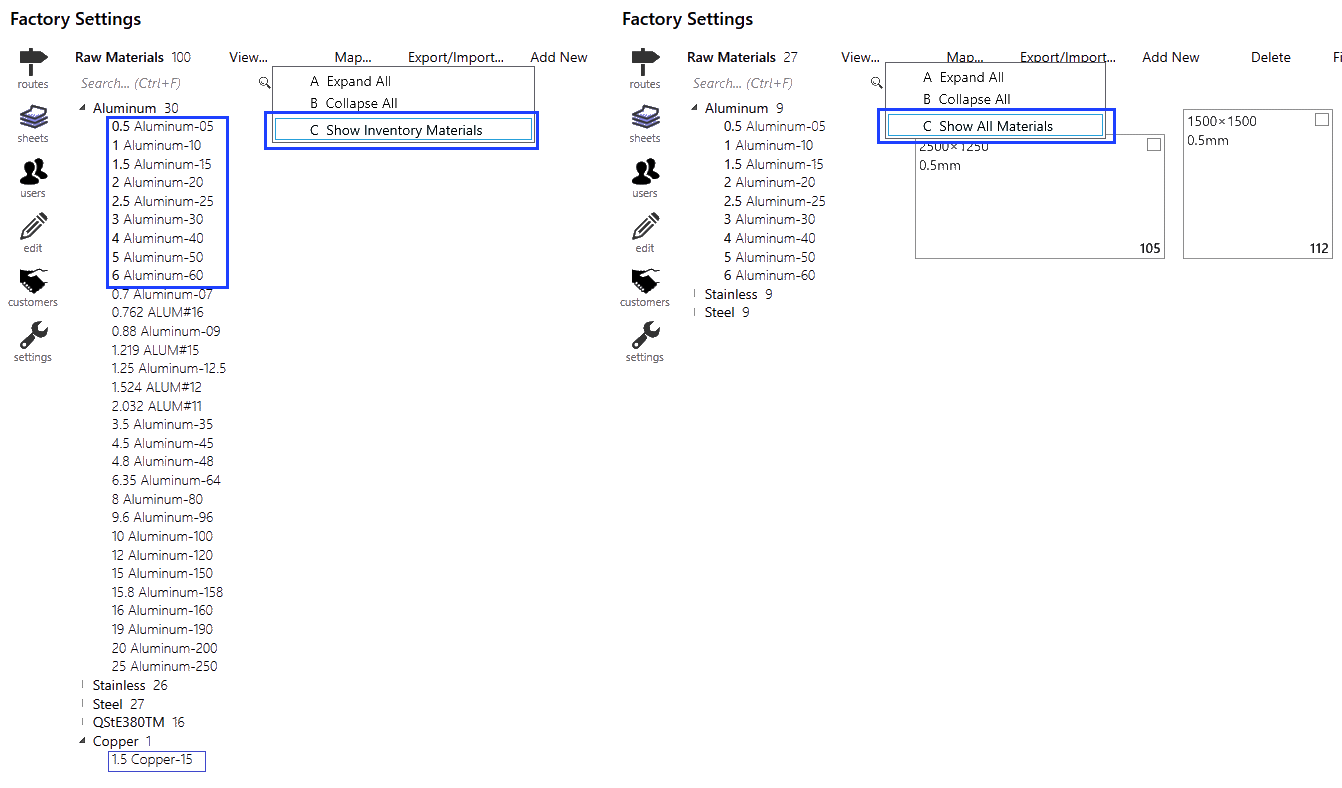 Factory Settings
routes
sheets
users
edit
customers
settings
Raw Materials 100
View...
Map...
Export/Import...
Add New
Search... (Ctrl+F)
A Expand All
B Collapse All
C Show Inventory Materials
Aluminum 30
0.5 Aluminum-05
1 Aluminum-10
1.5 Aluminum-15
2 Aluminum-20
2.5 Aluminum-25
3 Aluminum-30
4 Aluminum-40
5 Aluminum-50
6 Aluminum-60
0.7 Aluminum-07
0.762 ALUM#16
0.88 Aluminum-09
1.219 ALUM#15
1.25 Aluminum-12.5
1.524 ALUM#12
2.032 ALUM#11
3.5 Aluminum-35
4.5 Aluminum-45
4.8 Aluminum-48
6.35 Aluminum-64
8 Aluminum-80
9.6 Aluminum-96
10 Aluminum-100
12 Aluminum-120
15 Aluminum-150
15.8 Aluminum-158
16 Aluminum-160
19 Aluminum-190
20 Aluminum-200
25 Aluminum-250
Stainless 26
Steel 27
QStE380TM 16
Copper 1
1.5 Copper-15
Factory Settings
routes
sheets
users
edit
customers
settings
Raw Materials 27
View...
Map...
Export/Import...
Add New
Delete
Fi
Search... (Ctrl+F)
A Expand All
B Collapse All
C Show All Materials
Aluminum 9
0.5 Aluminum-05
1 Aluminum-10
1.5 Aluminum-15
2 Aluminum-20
2.5 Aluminum-25
3 Aluminum-30
4 Aluminum-40
5 Aluminum-50
6 Aluminum-60
Stainless 9
Steel 9
2500×1250
0.5mm
105
1500×1500
0.5mm
112